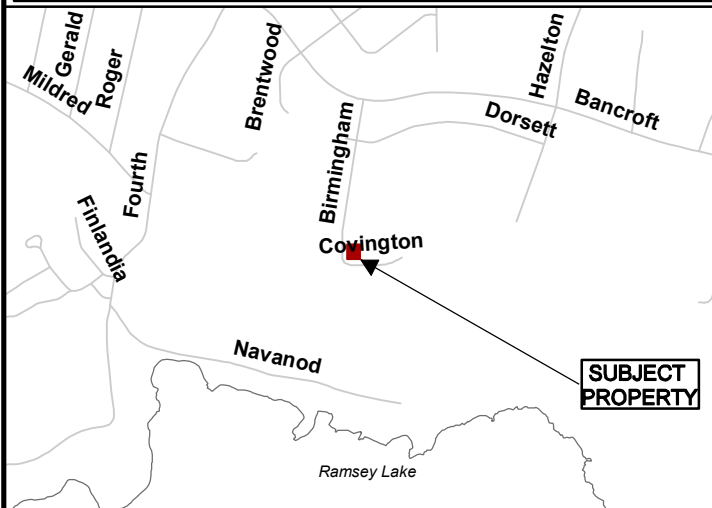 Gerald
Mildred
Roger
Brentwood
Hazelton
Bancroft
Dorsett
Birmingham
Fourth
Finlandia
Covington
Navanod
SUBJECT
PROPERTY
Ramsey Lake